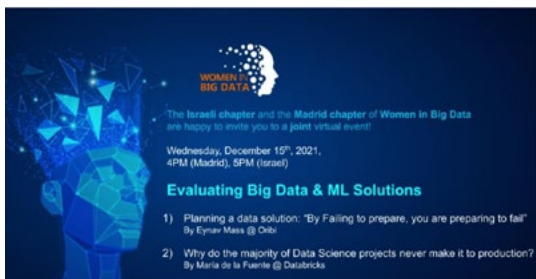 WOMEN IN
BIG DATA
The Israeli chapter and the Madrid chapter of Women in Big Data
are happy to invite you to a joint virtual event!
Wednesday, December 15th, 2021,
4PM (Madrid), 5PM (Israel)
Evaluating Big Data & ML Solutions
1) Planning a data solution: “By Failing to prepare, you are preparing to fail”
By Eynav Mass @ Oribi
2) Why do the majority of Data Science projects never make it to production?
By María de la Fuente @ Databricks